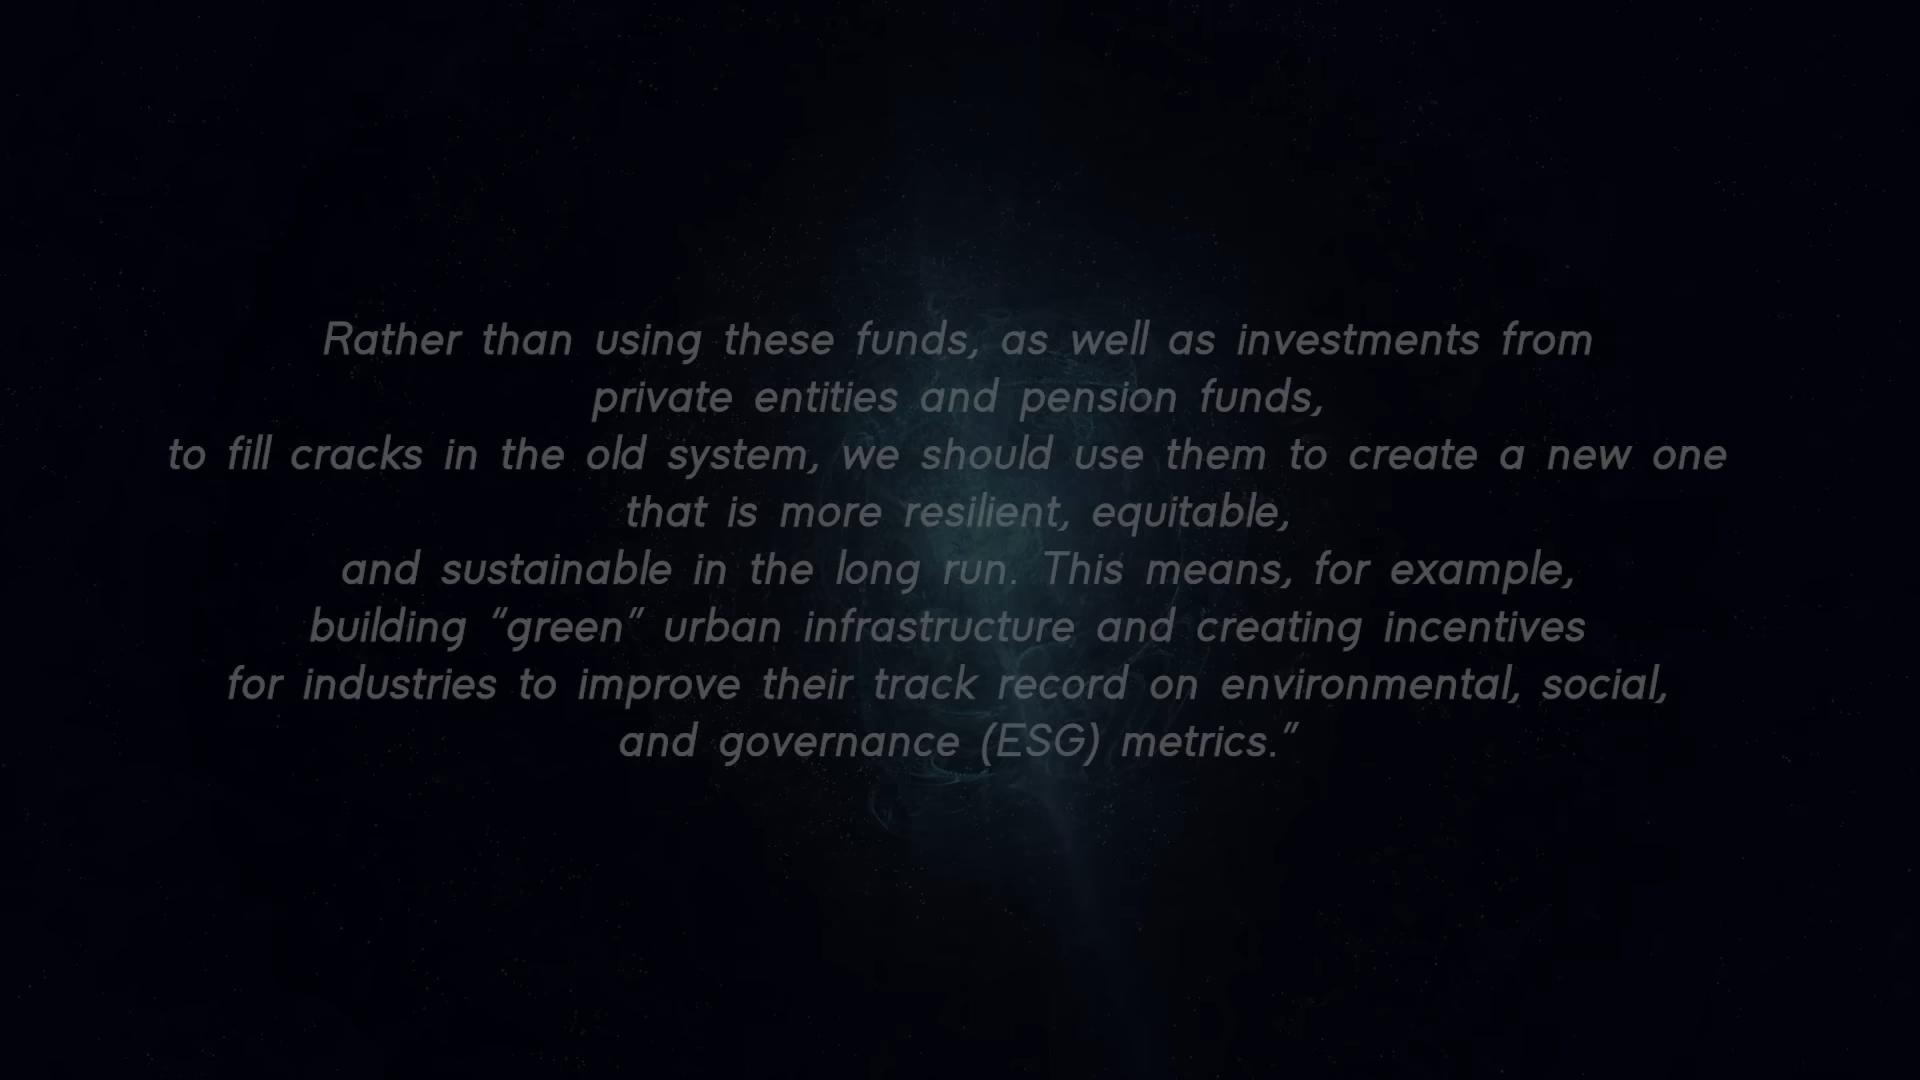 Rather than using these funds, as well as investments from
private entities and pension funds,
to fill cracks in the old system, we should use them to create a new one
that is more resilient, equitable,
and sustainable in the long run. This means, for example,
building “green” urban infrastructure and creating incentives
for industries to improve their track record on environmental, social,
and governance (ESG) metrics.”